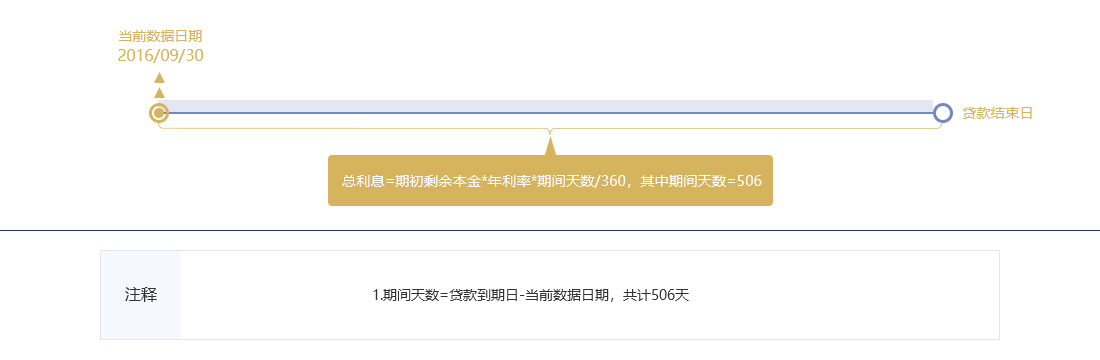 当前数据日期
2016/09/30
贷款结束日
总利息=期初剩余本金*年利率*期间天数/360，其中期间天数=506
注释
1.期间天数=贷款到期日-当前数据日期，共计506天